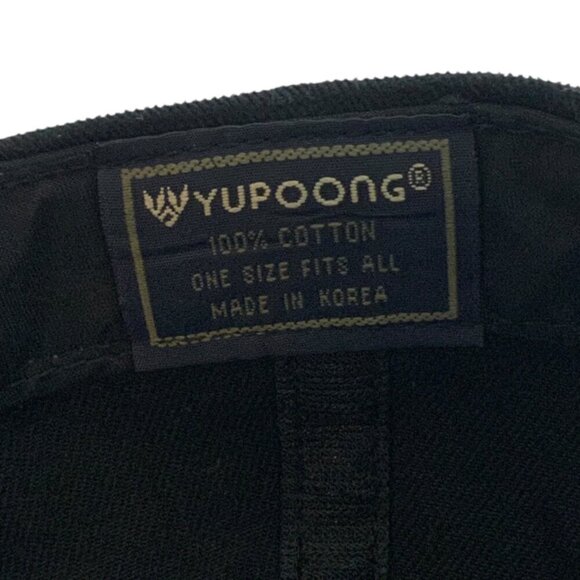 YUPOONG®
100% COTTON
ONE SIZE FITS ALL
MADE IN KOREA